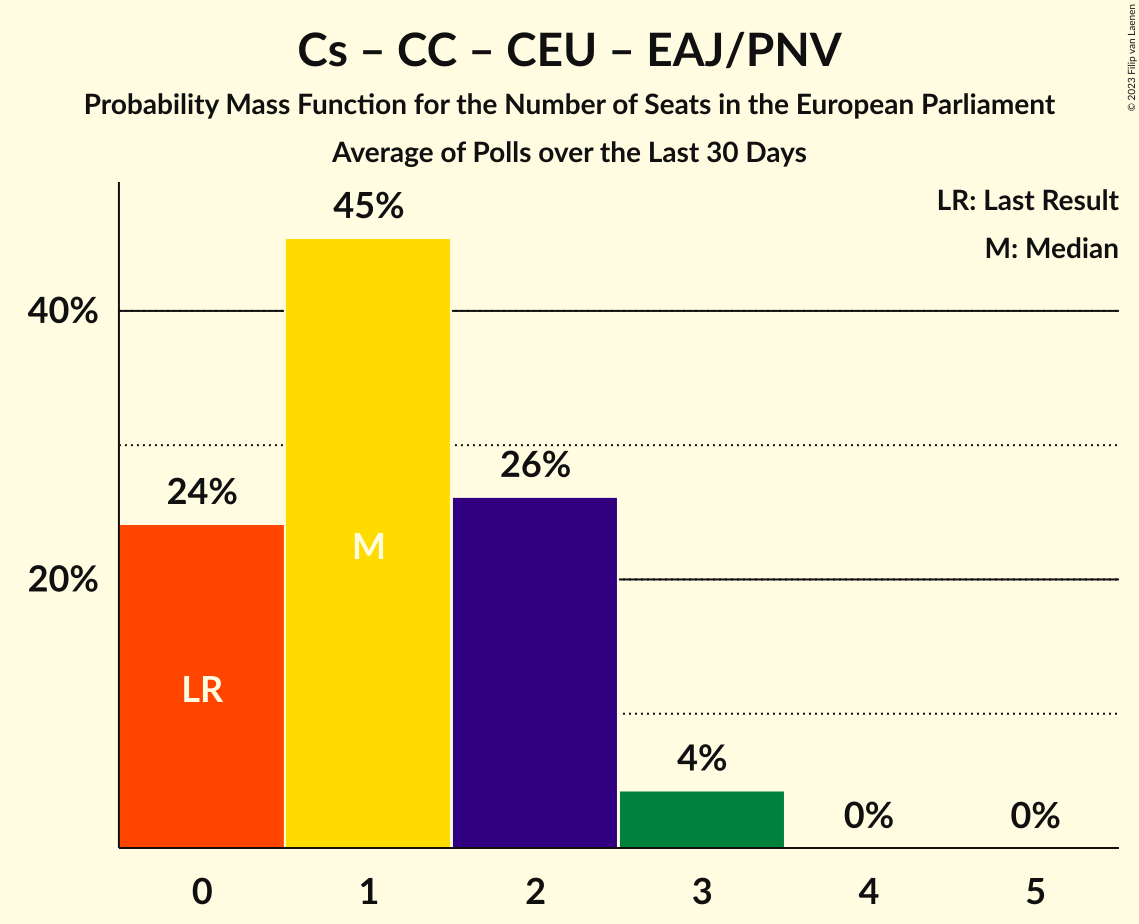 Cs – CC – CEU – EAJ/PNV
Probability Mass Function for the Number of Seats in the European Parliament
Average of Polls over the Last 30 Days
© 2023 Filip van Laenen
LR: Last Result
M: Median
45%
40%
26%
24%
M
20%
LR
4%
0%
0%
0 1 2 3 4 5